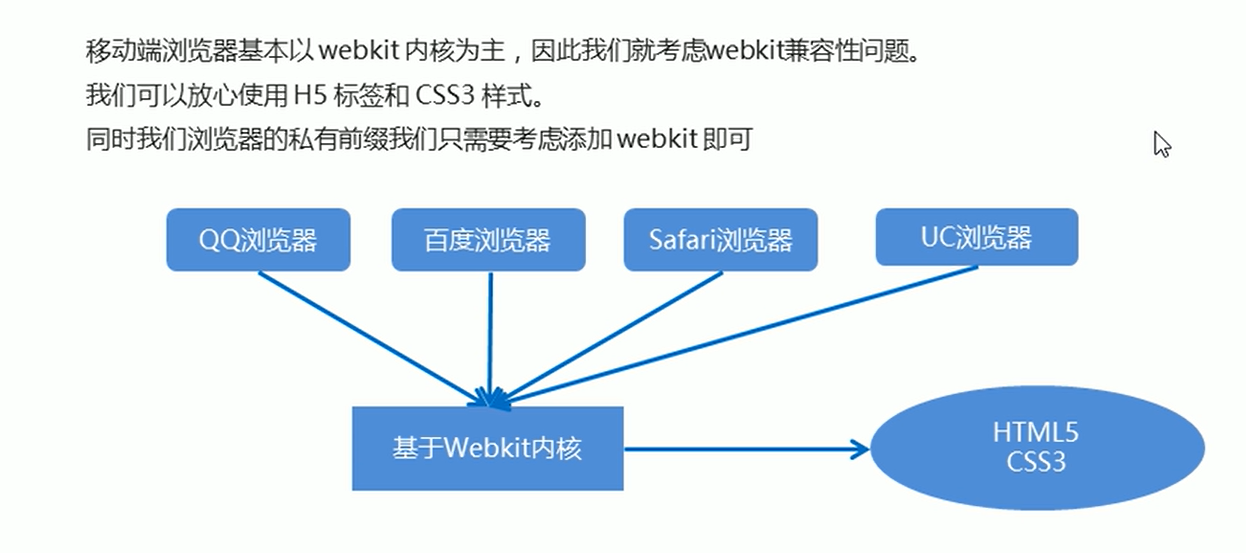 移动端浏览器基本以 webkit 内核为主，因此我们就考虑webkit兼容性问题。
我们可以放心使用 H5 标签和 CSS3 样式。
同时我们浏览器的私有前缀我们只需要考虑添加 webkit 即可
QQ浏览器
百度浏览器
Safari浏览器
UC浏览器
基于Webkit内核
HTML5
CSS3